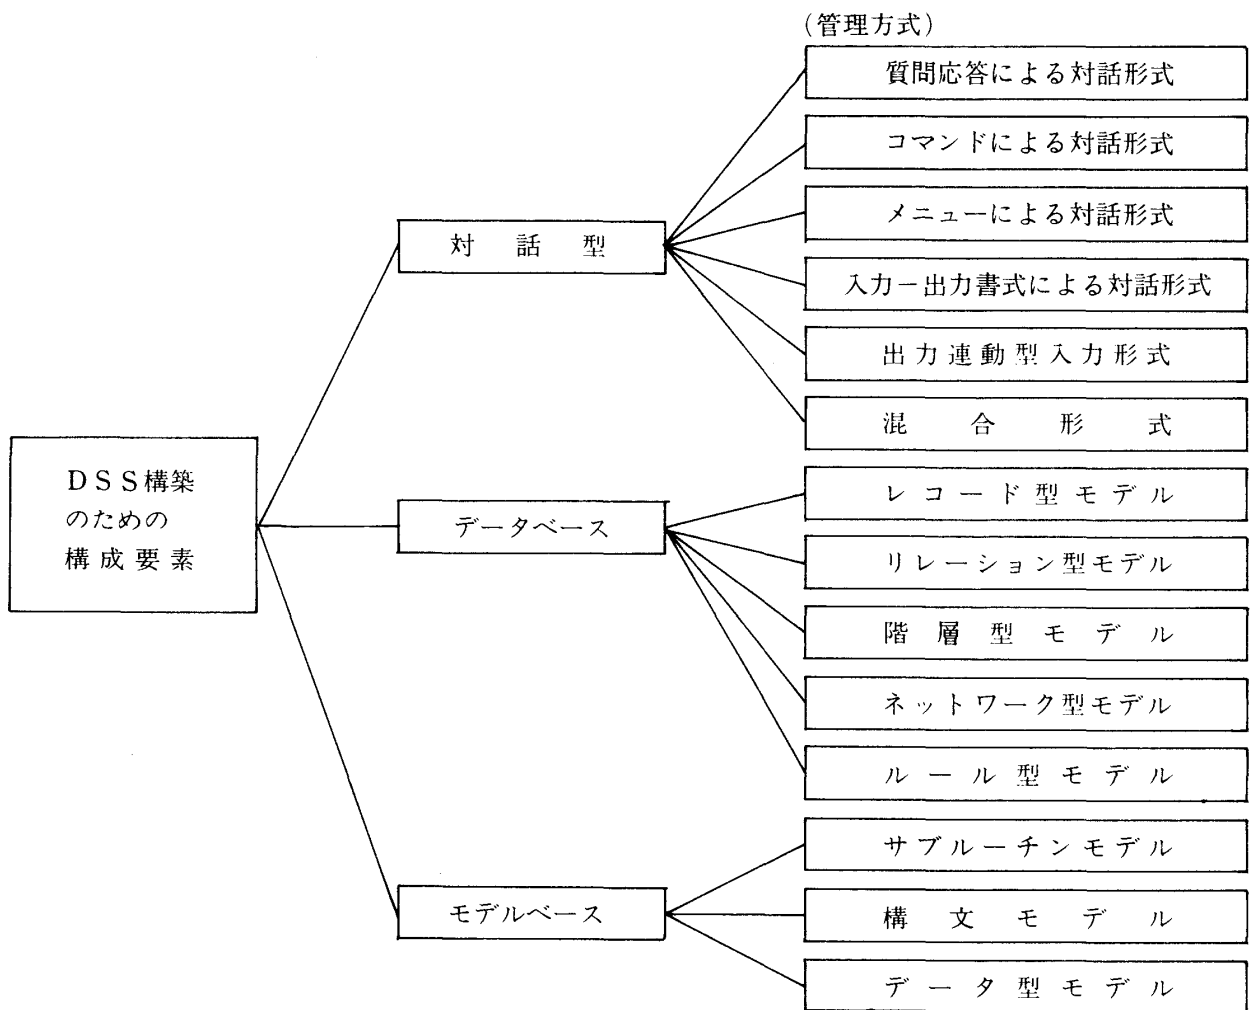 (管理方式)
質問応答による対話形式
コマンドによる対話形式
メニューによる対話形式
対話型
入力−出力書式による対話形式
出力連動型入力形式
混合形式
DSS構築
のための
構成要素
データベース
レコード型モデル
リレーション型モデル
階層型モデル
ネットワーク型モデル
ルール型モデル
モデルベース
サブルーチンモデル
構文モデル
データ型モデル